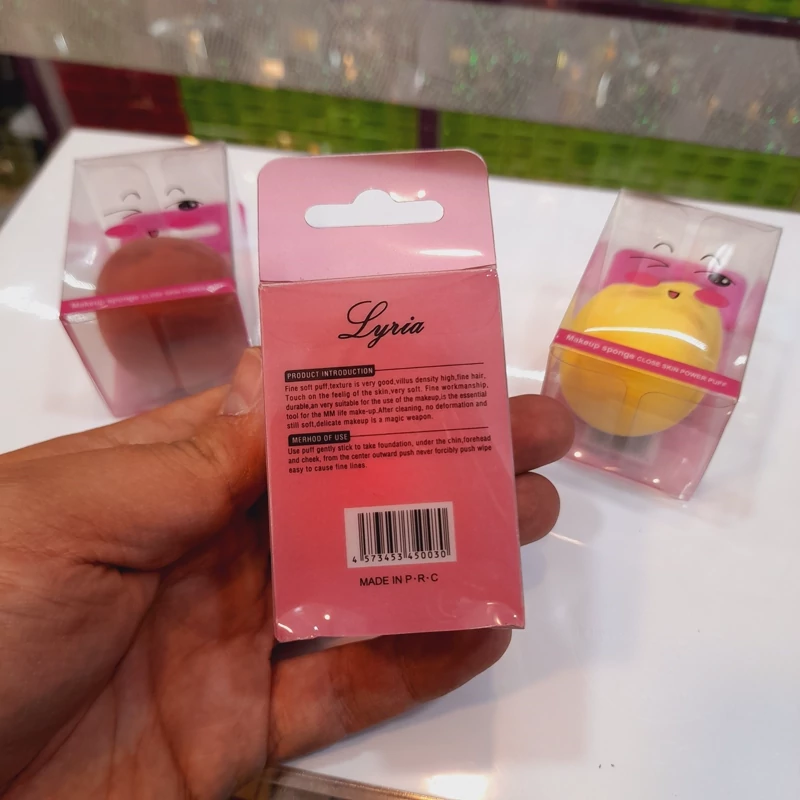 Lyria
PRODUCT INTRODUCTION
Fine soft puff,texture is very good,villus density high,fine hair,
Touch on the feelig of the skin,very soft. Fine workmanship,
durable,an very suitable for the use of the makeup,is the essential
tool for the MM life make-up.After cleaning, no deformation and
still soft,delicate makeup is a magic weapon.
MERHOD OF USE
Use puff gently stick to take foundation, under the chin,forehead
and cheek, from the center outward push never forcibly push wipe
easy to cause fine lines.
4 573453 450030
MADE IN P·R·C
Makeup sponge CLOSE SKIN POWER
Makeup sponge CLOSE SKIN POWER PUFF